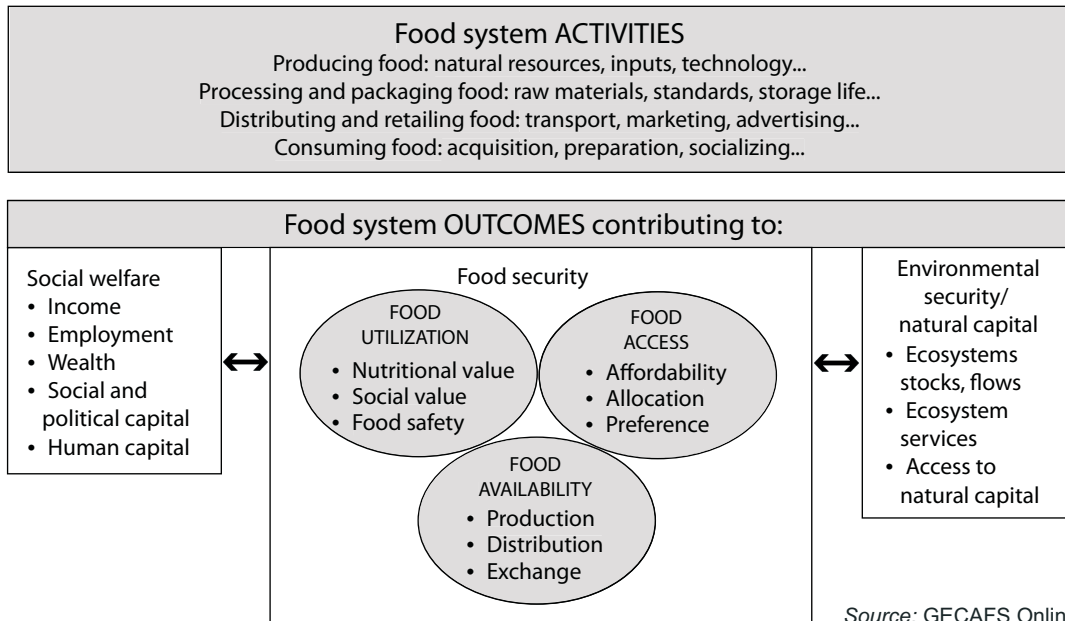 Food system ACTIVITIES
Producing food: natural resources, inputs, technology...
Processing and packaging food: raw materials, standards, storage life...
Distributing and retailing food: transport, marketing, advertising...
Consuming food: acquisition, preparation, socializing...
Food system OUTCOMES contributing to:
Social welfare
• Income
• Employment
• Wealth
• Social and
political capital
• Human capital
Food security
FOOD
UTILIZATION
• Nutritional value
• Social value
• Food safety
FOOD
ACCESS
• Affordability
• Allocation
• Preference
FOOD
AVAILABILITY
• Production
• Distribution
• Exchange
Environmental
security/
natural capital
• Ecosystems
stocks, flows
• Ecosystem
services
• Access to
natural capital
Source: GECAFS Onlin